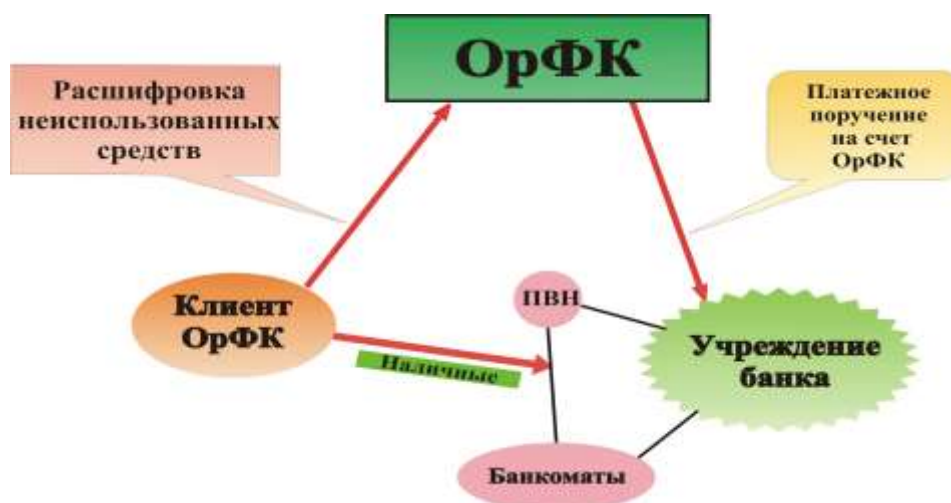 ОрФК
Расшифровка
неиспользованных
средств
Платежное
поручение
на счет
ОрФК
Клиент
ОрФК
ПВН
Наличные
Учреждение
банка
Банкоматы